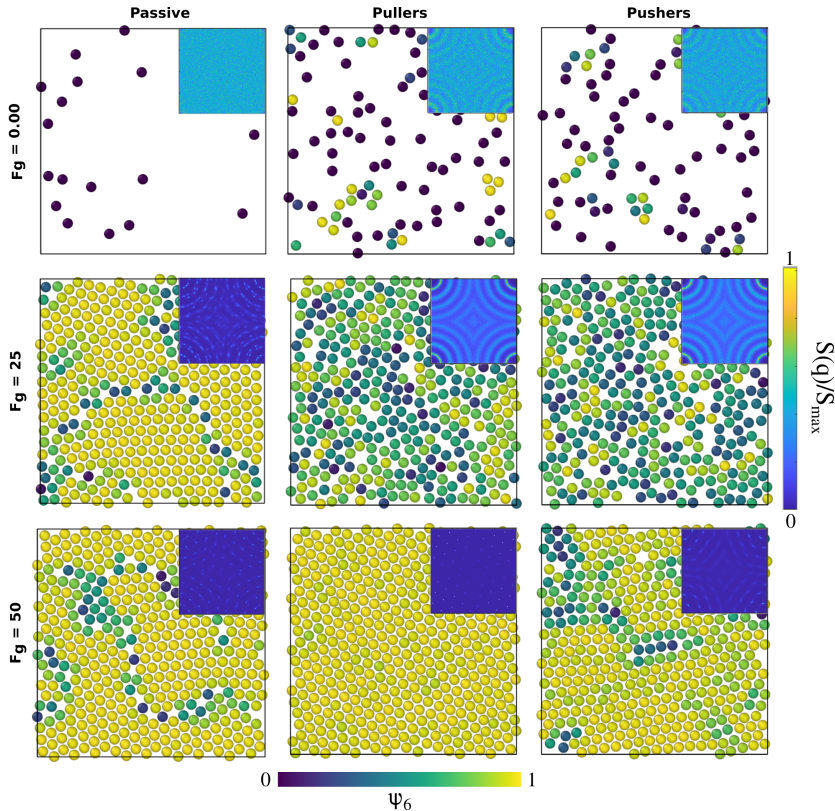 Passive Pullers Pushers
Fg = 0.00
Fg = 25
Fg = 50
1
S(q)/Smax
0
0 1
Ψ6